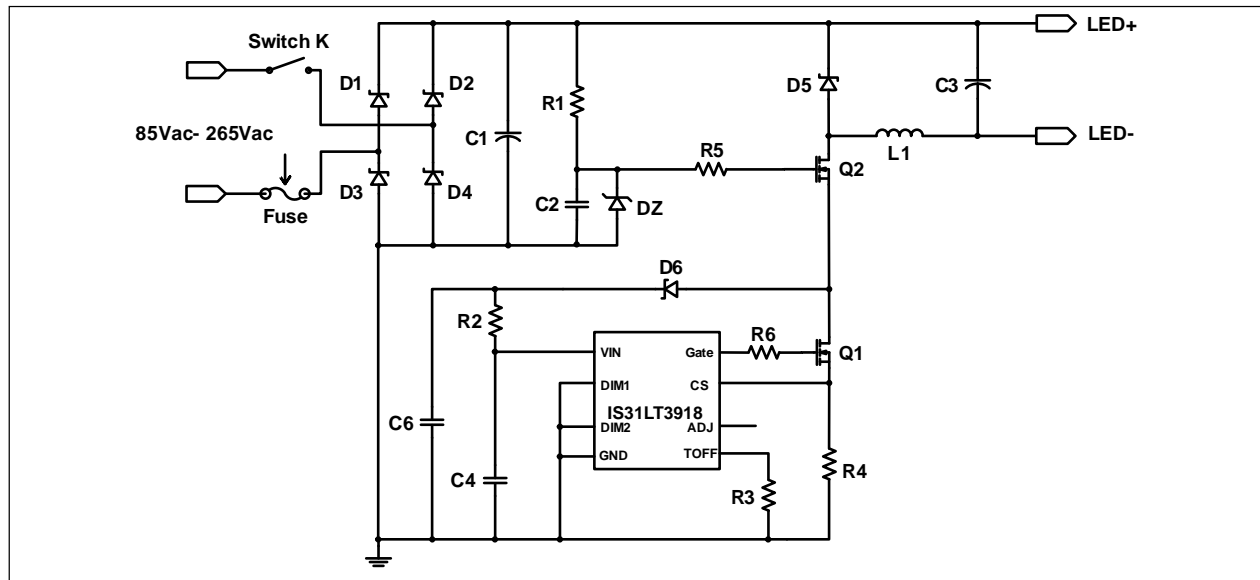 LED+
Switch K
D1
D2
D5
C3
R1
85Vac- 265Vac
C1
LED-
R5
L1
D3
D4
Q2
Fuse
C2
DZ
D6
R2
R6
VIN
Gate
Q1
DIM1
CS
IS31LT3918
C6
DIM2
ADJ
GND
TOFF
C4
R4
R3